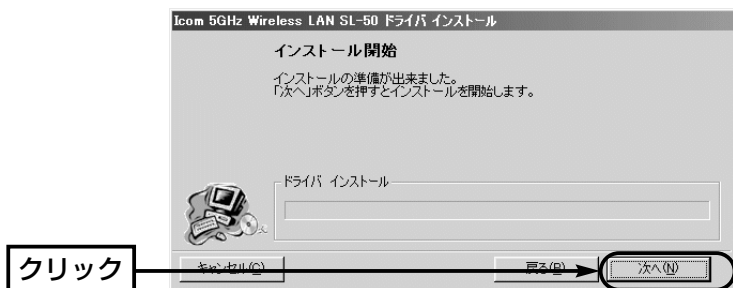 Icom 5GHz Wireless LAN SL-50 ドライバ インストール
インストール開始
インストールの準備が出来ました。
「次へ」ボタンを押すとインストールを開始します。
ドライバ インストール
クリック
キャンセル(C)
戻る(B)
次へ(N)